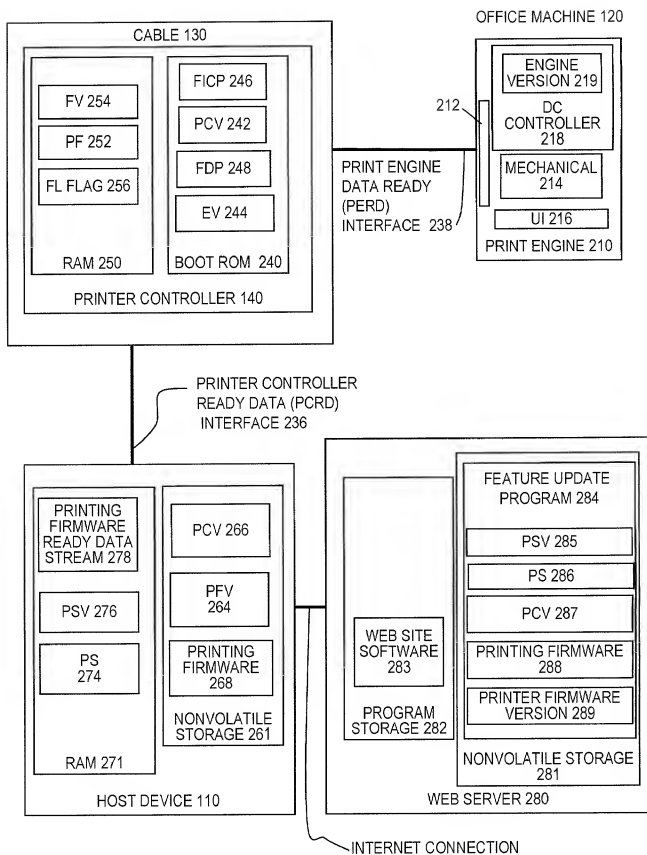 OFFICE MACHINE 120
CABLE 130
FV 254
PF 252
FL FLAG 256
RAM 250
FICP 246
PCV 242
FDP 248
EV 244
BOOT ROM 240
PRINTER CONTROLLER 140
PRINT ENGINE
DATA READY
(PERD)
INTERFACE 238
212
ENGINE
VERSION 219
DC
CONTROLLER
218
MECHANICAL
214
UI 216
PRINT ENGINE 210
PRINTER CONTROLLER
READY DATA (PCRD)
INTERFACE 236
PRINTING
FIRMWARE
READY DATA
STREAM 278
PSV 276
PS
274
RAM 271
PCV 266
PFV
264
PRINTING
FIRMWARE
268
NONVOLATILE
STORAGE 261
HOST DEVICE 110
WEB SITE
SOFTWARE
283
PROGRAM
STORAGE 282
FEATURE UPDATE
PROGRAM 284
PSV 285
PS 286
PCV 287
PRINTING FIRMWARE
288
PRINTER FIRMWARE
VERSION 289
NONVOLATILE STORAGE
281
WEB SERVER 280
INTERNET CONNECTION